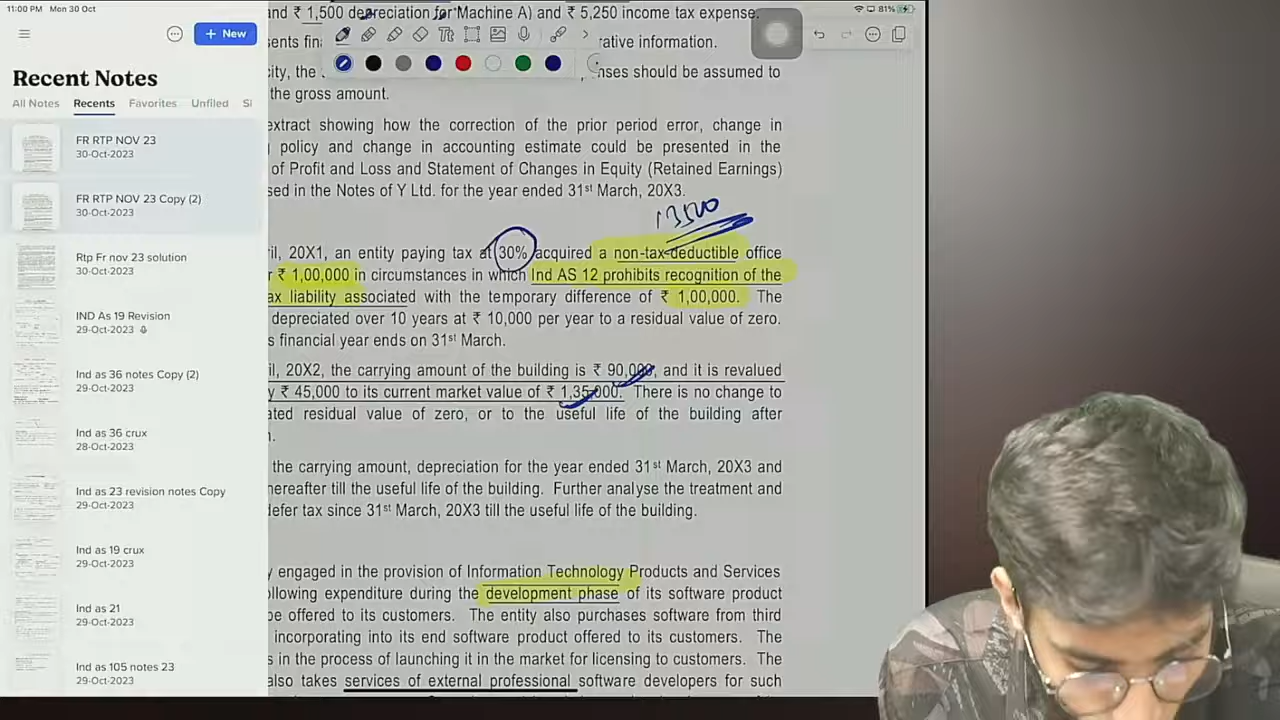 11:00 PM Mon 30 Oct
81%
+ New
Recent Notes
All Notes Recents Favorites Unfiled
FR RTP NOV 23
30-Oct-2023
FR RTP NOV 23 Copy (2)
30-Oct-2023
Rtp Fr nov 23 solution
30-Oct-2023
IND As 19 Revision
29-Oct-2023
Ind as 36 notes Copy (2)
29-Oct-2023
Ind as 36 crux
28-Oct-2023
Ind as 23 revision notes Copy
29-Oct-2023
Ind as 19 crux
29-Oct-2023
Ind as 21
29-Oct-2023
Ind as 105 notes 23
29-Oct-2023
and ₹ 1,500 depreciation for Machine A) and ₹ 5,250 income tax expense.
information.
should be assumed to
the gross amount.
extract showing how the correction of the prior period error, change in
policy and change in accounting estimate could be presented in the
of Profit and Loss and Statement of Changes in Equity (Retained Earnings)
in the Notes of Y Ltd. for the year ended 31st March, 20X3.
13500
20X1, an entity paying tax 30% acquired a non-tax-deductible office
₹ 1,00,000 in circumstances in which Ind AS 12 prohibits recognition of the
liability associated with the temporary difference of ₹ 1,00,000. The
depreciated over 10 years at ₹ 10,000 per year to a residual value of zero.
financial year ends on 31st March.
20X2, the carrying amount of the building is ₹ 90,000, and it is revalued
₹ 45,000 to its current market value of ₹ 1,35,000. There is no change to
residual value of zero, or to the useful life of the building after
the carrying amount, depreciation for the year ended 31st March, 20X3 and
till the useful life of the building. Further analyse the treatment and
tax since 31st March, 20X3 till the useful life of the building.
engaged in the provision of Information Technology Products and Services
expenditure during the development phase of its software product
offered to its customers. The entity also purchases software from third
incorporating into its end software product offered to its customers. The
in the process of launching in the market for licensing to customers. The
takes services of external professional software developers for such